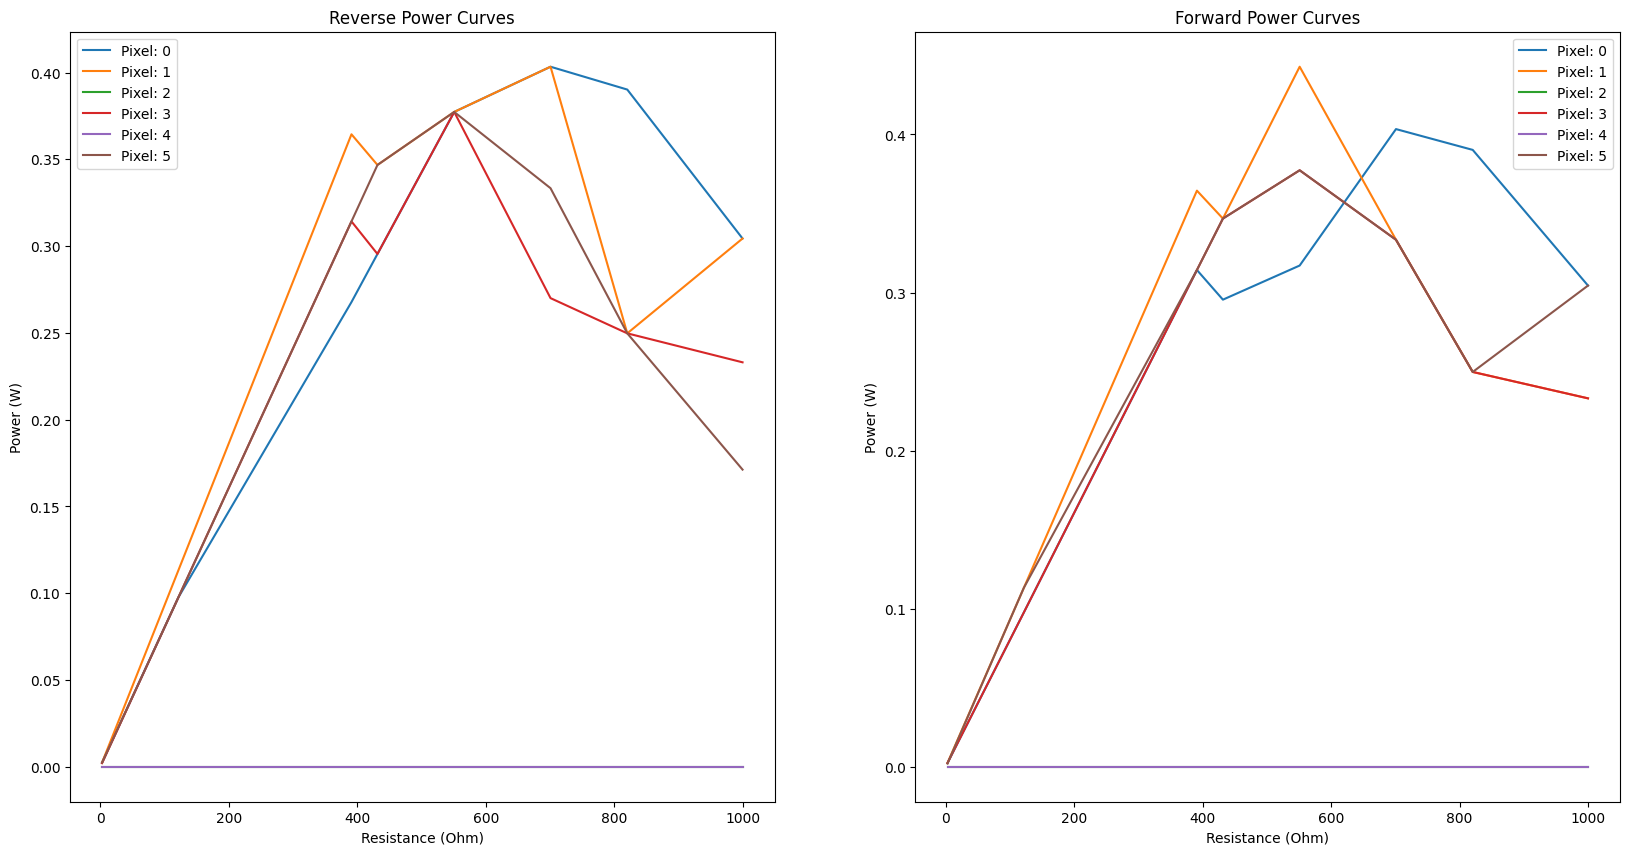 Reverse Power Curves
Pixel: 0
Pixel: 1
Pixel: 2
Pixel: 3
Pixel: 4
Pixel: 5
0.40
0.35
0.30
0.25
0.20
0.15
0.10
0.05
0.00
Power (W)
0 200 400 600 800 1000
Resistance (Ohm)
Forward Power Curves
Pixel: 0
Pixel: 1
Pixel: 2
Pixel: 3
Pixel: 4
Pixel: 5
0.4
0.3
0.2
0.1
0.0
Power (W)
0 200 400 600 800 1000
Resistance (Ohm)